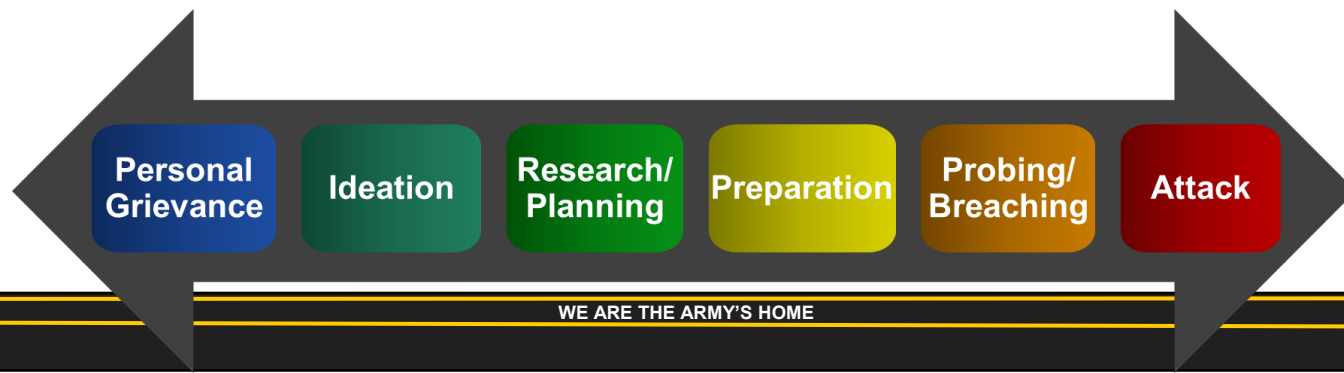 Personal
Grievance
Ideation
Research/
Planning
Preparation
Probing/
Breaching
Attack
WE ARE THE ARMY'S HOME